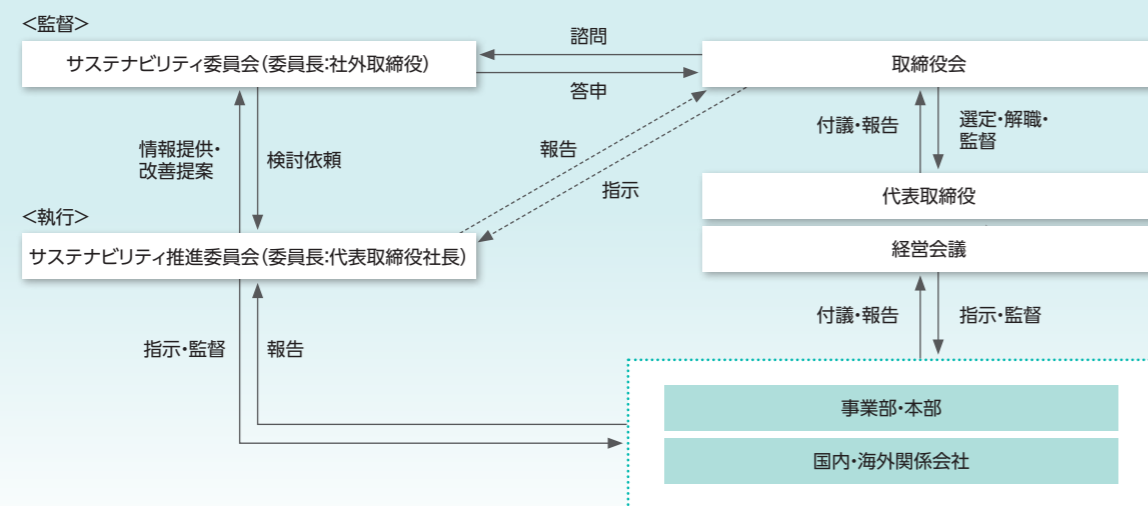 <監督>
サステナビリティ委員会(委員長:社外取締役)
諮問
答申
取締役会
情報提供・
改善提案
検討依頼
報告
指示
付議・報告
選定・解職・
監督
代表取締役
<執行>
サステナビリティ推進委員会(委員長:代表取締役社長)
経営会議
指示・監督
報告
付議・報告
指示・監督
事業部・本部
国内・海外関係会社